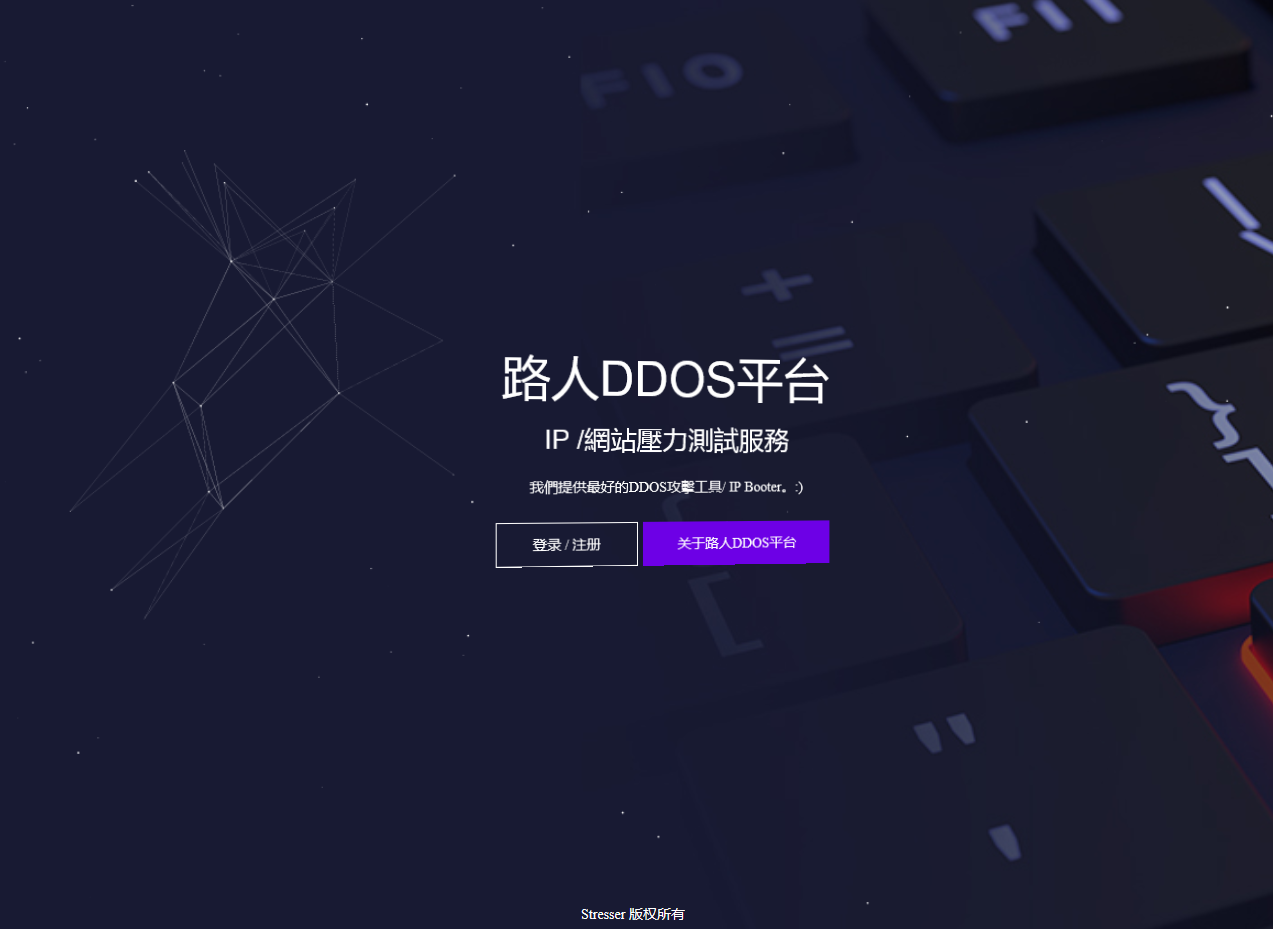 F10
F11
+
=
路人DDOS平台
IP /網站壓力測試服務
我們提供最好的DDOS攻擊工具/ IP Booter。:)
登录 / 注册
关于路人DDOS平台
{
[
"
'
Stresser 版权所有